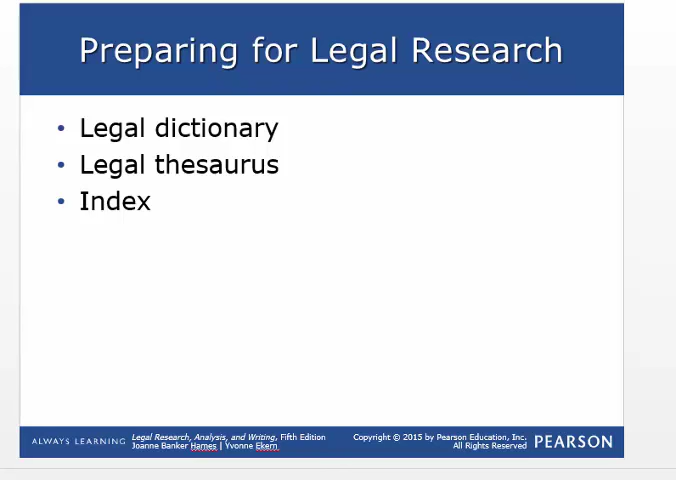 Preparing for Legal Research
• Legal dictionary
• Legal thesaurus
• Index
ALWAYS LEARNING
Legal Research, Analysis, and Writing, Fifth Edition
Joanne Banker Hames | Yvonne Ekern
Copyright © 2015 by Pearson Education, Inc.
All Rights Reserved
PEARSON